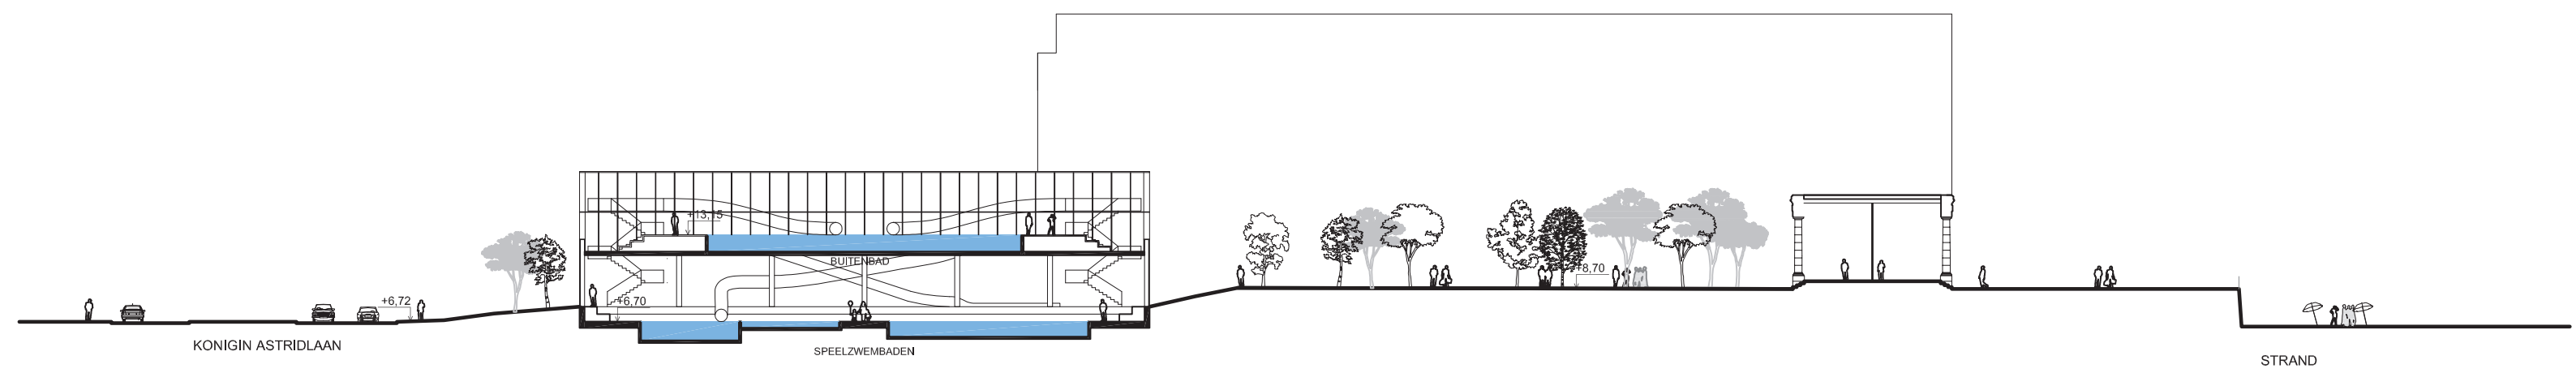 +13,15
BUITENBAD
+8,70
+6,72
+6,70
KONIGIN ASTRIDLAAN
SPEELZWEMBADEN
STRAND